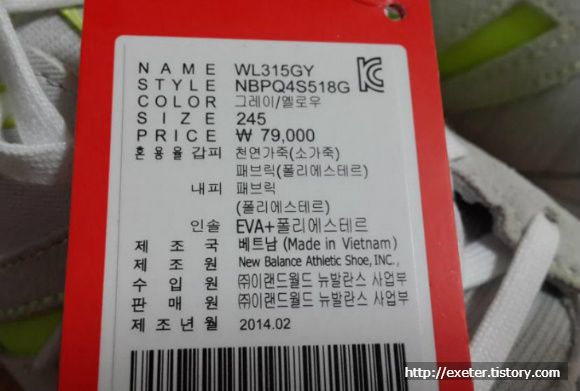 NAME WL315GY
STYLE NBPQ4S518G
COLOR 그레이/옐로우
SIZE 245
PRICE ₩ 79,000
혼용율갑피 천연가죽(소가죽)
패브릭(폴리에스테르)
내피 패브릭
(폴리에스테르)
인솔 EVA+폴리에스테르
제조국 베트남 (Made in Vietnam)
제조원 New Balance Athletic Shoe, INC.,
수입원 ㈜이랜드월드 뉴발란스 사업부
판매원 ㈜이랜드월드 뉴발란스 사업부
제조년월 2014.02
http://exeter.tistory.com